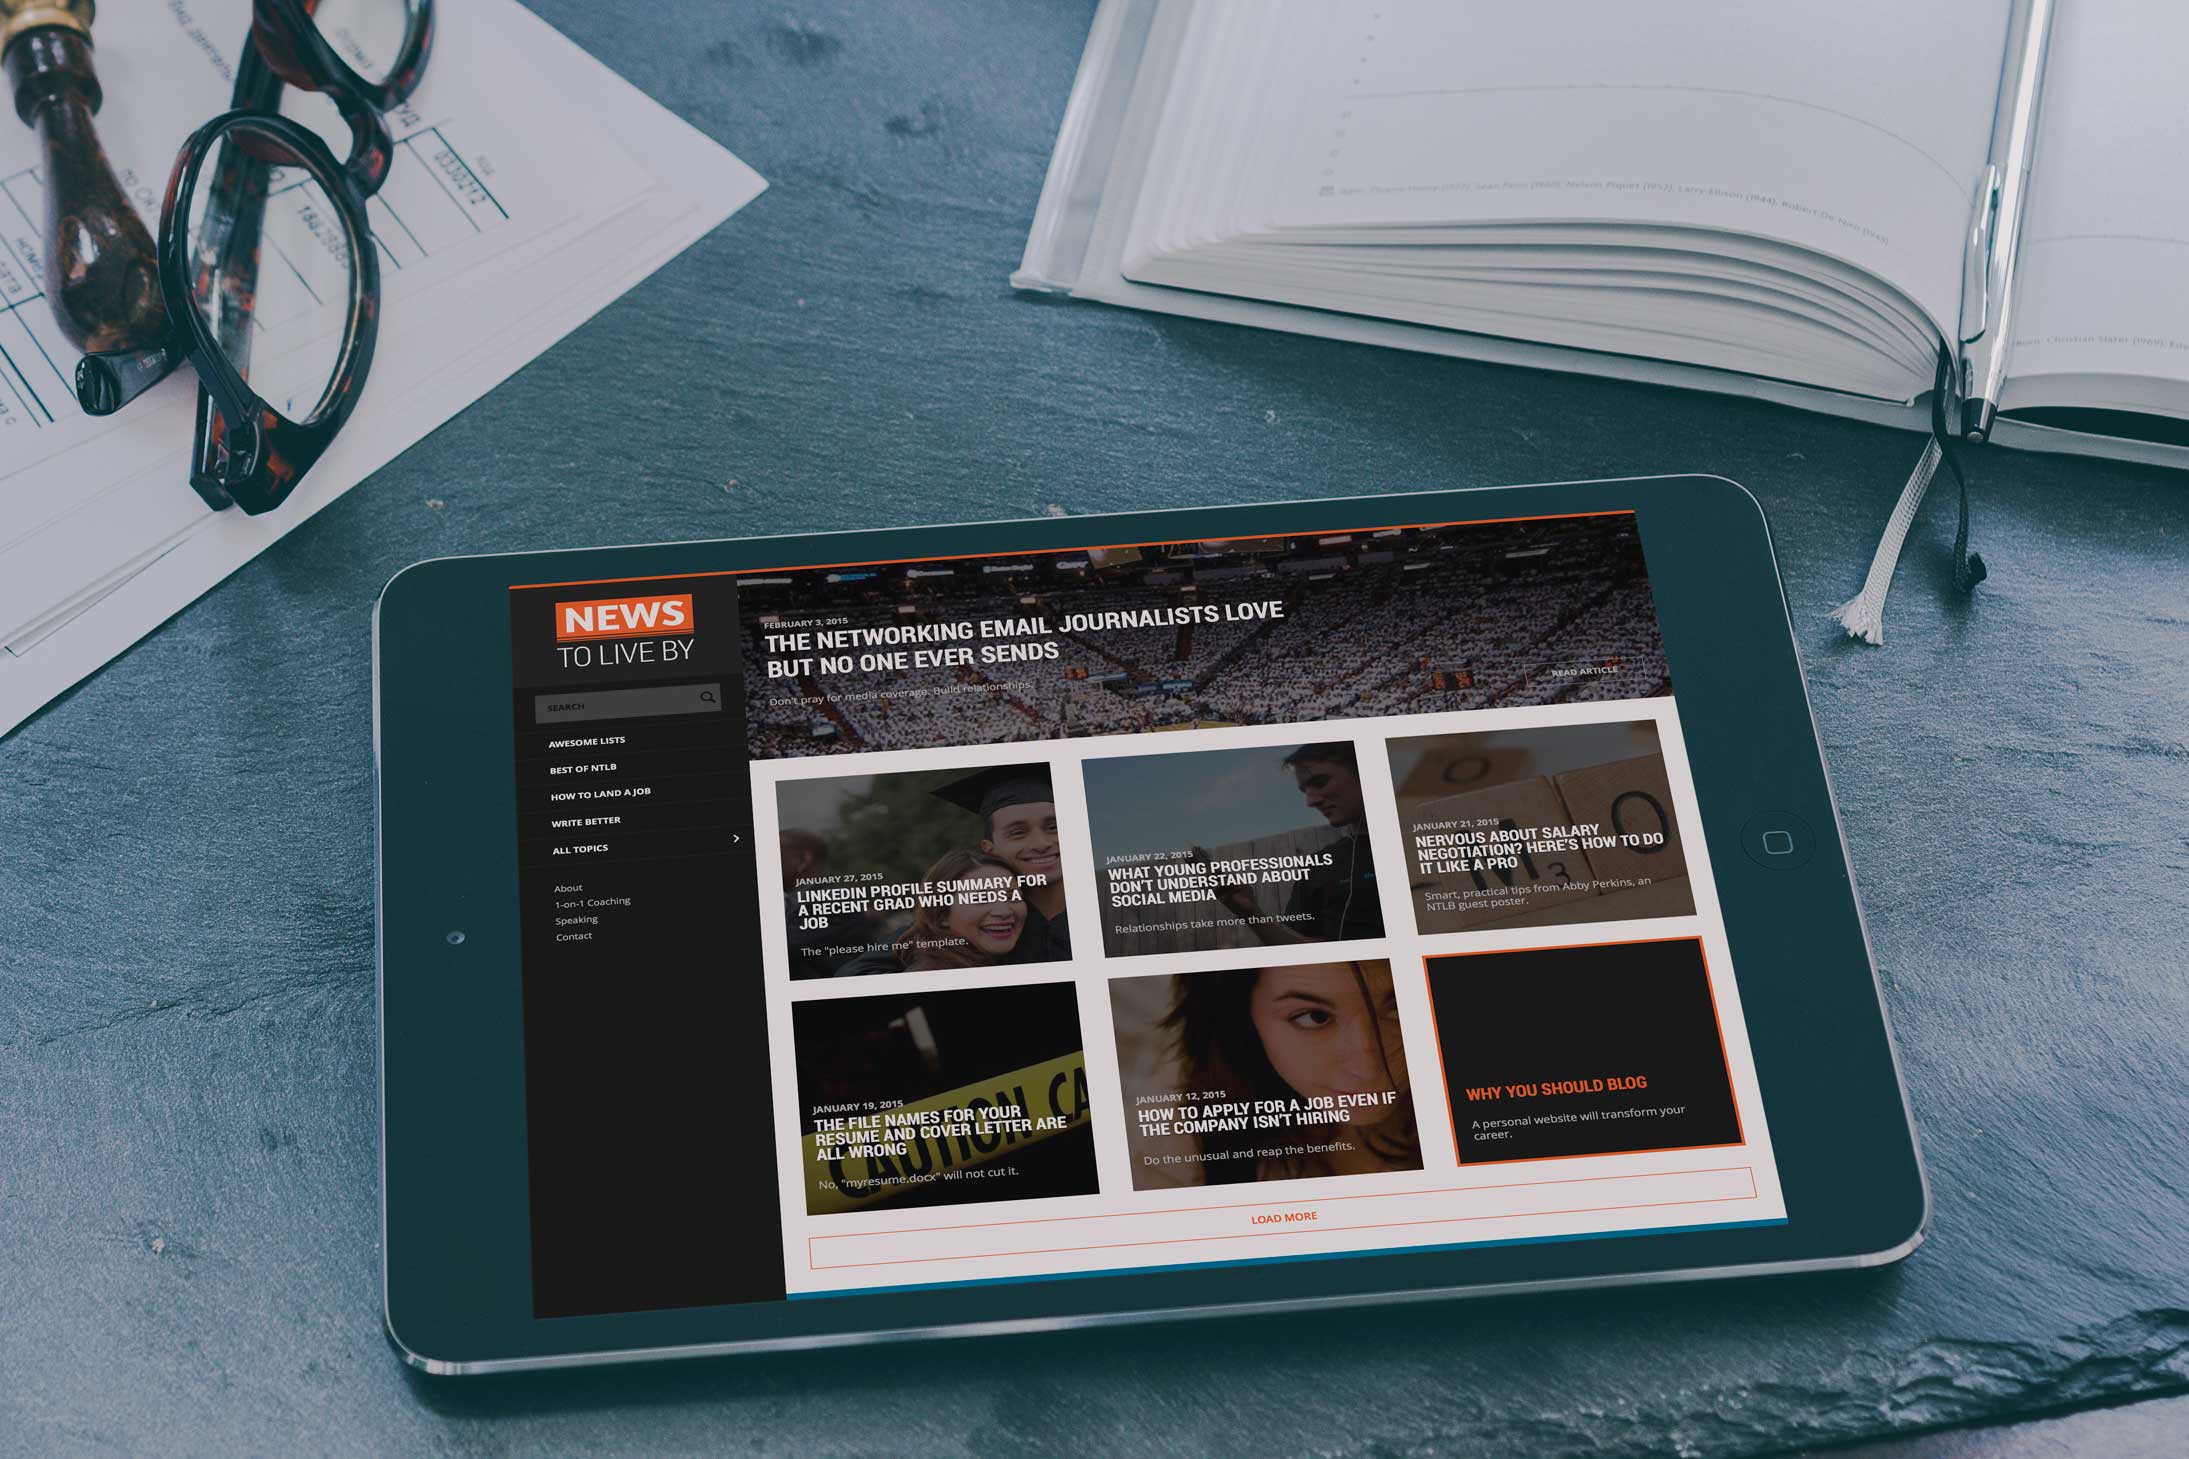 0330212
1842885
Born: Christian Slater (1969)
NEWS
TO LIVE BY
SEARCH
AWESOME LISTS
BEST OF NTLB
HOW TO LAND A JOB
WRITE BETTER
ALL TOPICS
About
1-on-1 Coaching
Speaking
Contact
FEBRUARY 3, 2015
THE NETWORKING EMAIL JOURNALISTS LOVE
BUT NO ONE EVER SENDS
Don't pray for media coverage. Build relationships.
READ ARTICLE
JANUARY 27, 2015
LINKEDIN PROFILE SUMMARY FOR
A RECENT GRAD WHO NEEDS A
JOB
The "please hire me" template.
JANUARY 22, 2015
WHAT YOUNG PROFESSIONALS
DON'T UNDERSTAND ABOUT
SOCIAL MEDIA
Relationships take more than tweets.
JANUARY 21, 2015
NERVOUS ABOUT SALARY
NEGOTIATION? HERE'S HOW TO DO
IT LIKE A PRO
Smart, practical tips from Abby Perkins, an
NTLB guest poster.
JANUARY 19, 2015
THE FILE NAMES FOR YOUR
RESUME AND COVER LETTER ARE
ALL WRONG
No, "myresume.docx" will not cut it.
CAUTION CA
JANUARY 12, 2015
HOW TO APPLY FOR A JOB EVEN IF
THE COMPANY ISN'T HIRING
Do the unusual and reap the benefits.
WHY YOU SHOULD BLOG
A personal website will transform your
career.
LOAD MORE